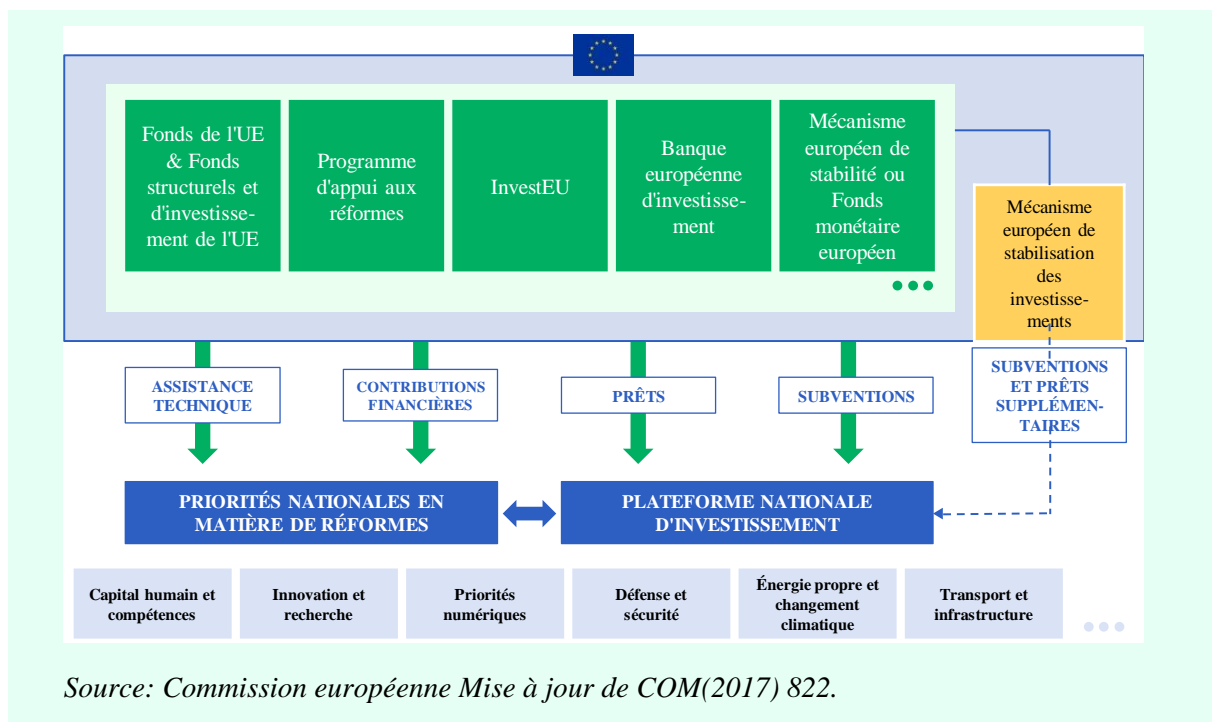 Fonds de l'UE
& Fonds
structurels et
d'investisse-
ment de l'UE
Programme
d'appui aux
réformes
InvestEU
Banque
européenne
d'investisse-
ment
Mécanisme
européen de
stabilité ou
Fonds
monétaire
européen
Mécanisme
européen de
stabilisation
des
investisse-
ments
ASSISTANCE
TECHNIQUE
CONTRIBUTIONS
FINANCIÈRES
PRÊTS
SUBVENTIONS
SUBVENTIONS
ET PRÊTS
SUPPLÉMEN-
TAIRES
PRIORITÉS NATIONALES EN
MATIÈRE DE RÉFORMES
PLATEFORME NATIONALE
D'INVESTISSEMENT
Capital humain et
compétences
Innovation et
recherche
Priorités
numériques
Défense et
sécurité
Énergie propre et
changement
climatique
Transport et
infrastructure
Source: Commission européenne Mise à jour de COM(2017) 822.